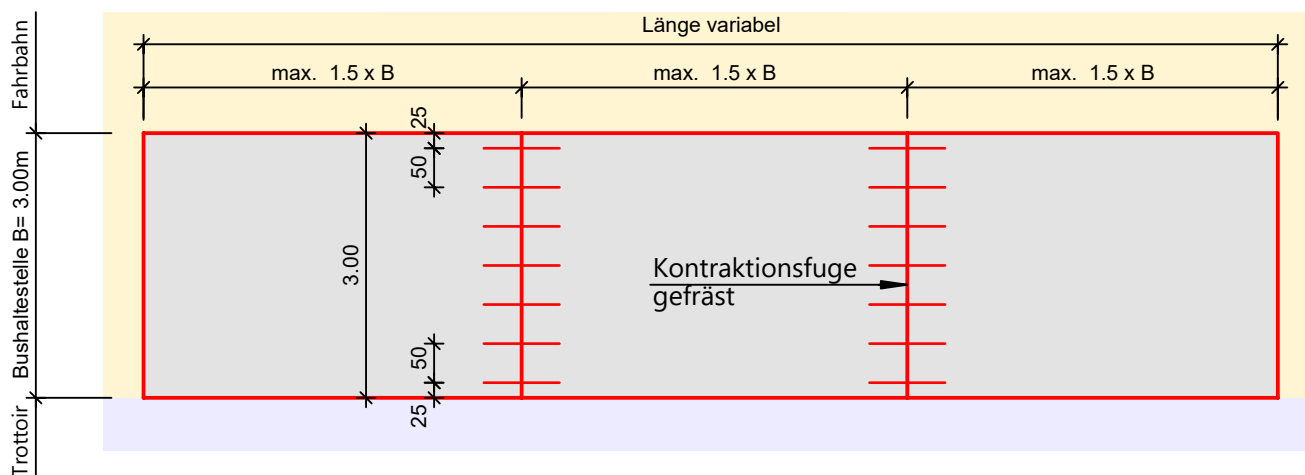 Länge variabel
max. 1.5 x B
max. 1.5 x B
max. 1.5 x B
Fahrbahn
Bushaltestelle B= 3.00m
Trottoir
25
50
3.00
50
25
Kontraktionsfuge
gefräst